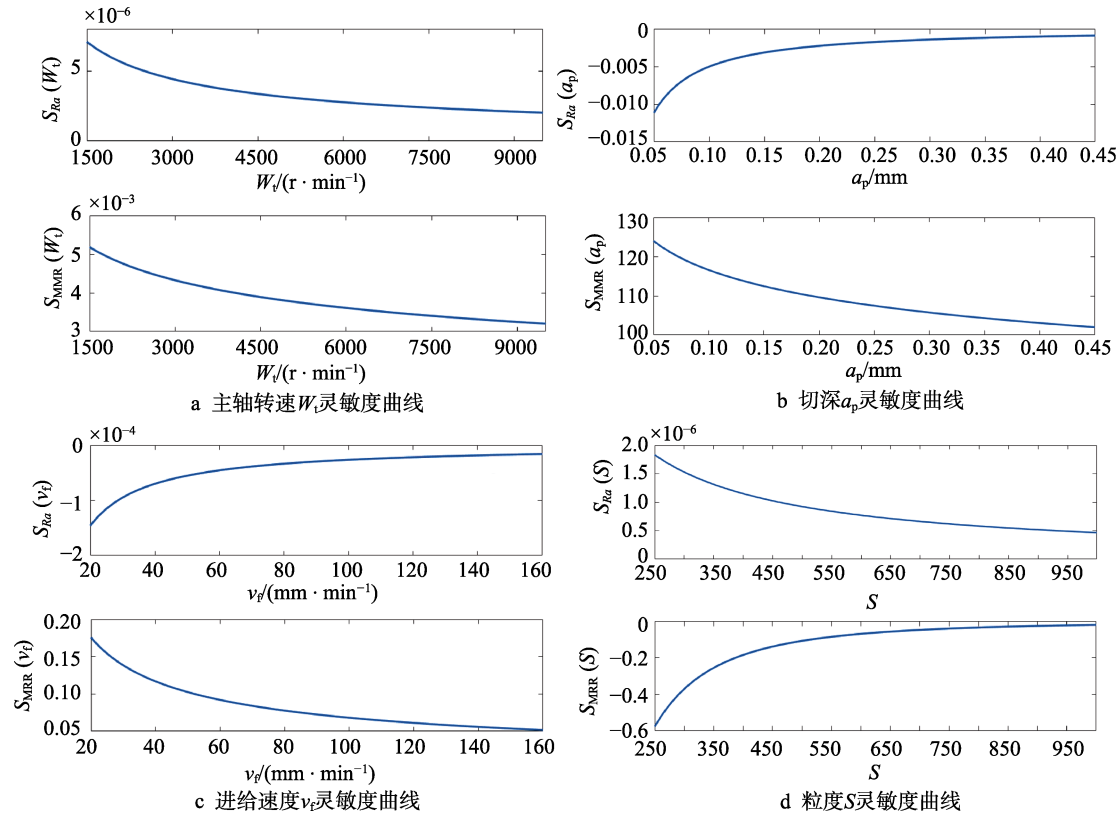 ×10⁻⁶
S_Ra (W_t)
5
0
1500 3000 4500 6000 7500 9000
W_t/(r · min⁻¹)
6 ×10⁻³
S_MMR (W_t)
5
4
3
1500 3000 4500 6000 7500 9000
W_t/(r · min⁻¹)
a 主轴转速W_t灵敏度曲线
0
S_Ra (a_p)
−0.005
−0.010
−0.015
0.05 0.10 0.15 0.20 0.25 0.30 0.35 0.40 0.45
a_p/mm
130
S_MMR (a_p)
120
110
100
0.05 0.10 0.15 0.20 0.25 0.30 0.35 0.40 0.45
a_p/mm
b 切深a_p灵敏度曲线
0 ×10⁻⁴
S_Ra (v_f)
−1
−2
20 40 60 80 100 120 140 160
v_f/(mm · min⁻¹)
0.20
S_MRR (v_f)
0.15
0.10
0.05
20 40 60 80 100 120 140 160
v_f/(mm · min⁻¹)
c 进给速度v_f灵敏度曲线
2.0 ×10⁻⁶
S_Ra (S)
1.5
1.0
0.5
0
250 350 450 550 650 750 850 950
S
0
S_MRR (S)
−0.2
−0.4
−0.6
250 350 450 550 650 750 850 950
S
d 粒度S灵敏度曲线